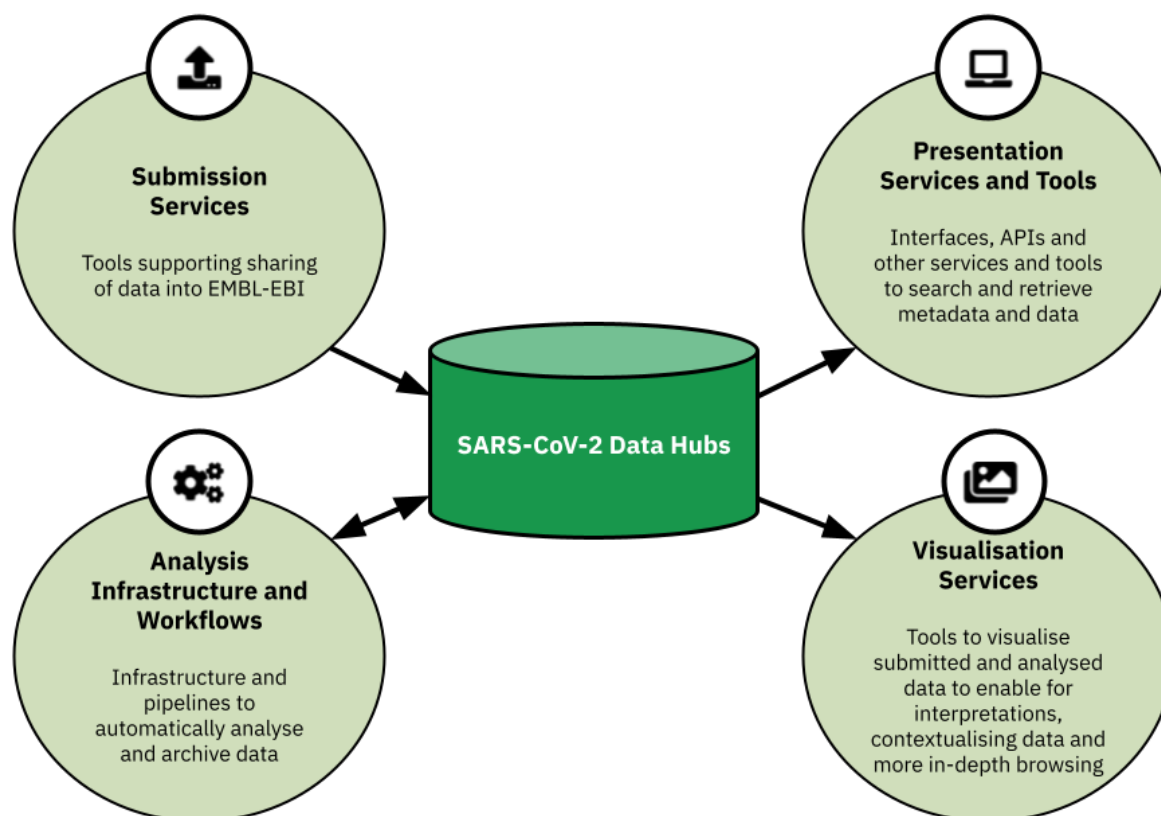 Submission
Services
Tools supporting sharing
of data into EMBL-EBI
Presentation
Services and Tools
Interfaces, APIs and
other services and tools
to search and retrieve
metadata and data
SARS-CoV-2 Data Hubs
Analysis
Infrastructure and
Workflows
Infrastructure and
pipelines to
automatically analyse
and archive data
Visualisation
Services
Tools to visualise
submitted and analysed
data to enable for
interpretations,
contextualising data and
more in-depth browsing